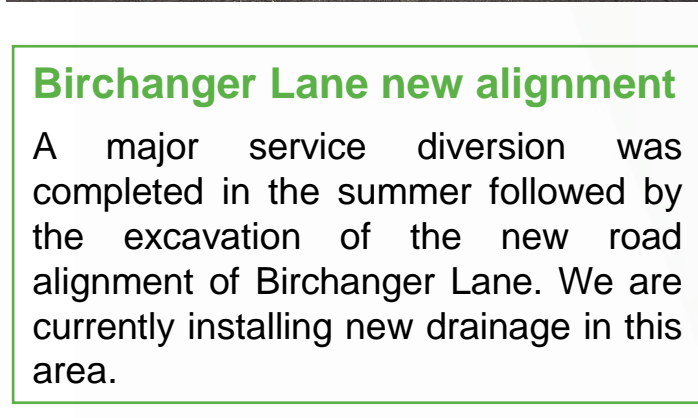 Birchanger Lane new alignment
A major service diversion was
completed in the summer followed by
the excavation of the new road
alignment of Birchanger Lane. We are
currently installing new drainage in this
area.